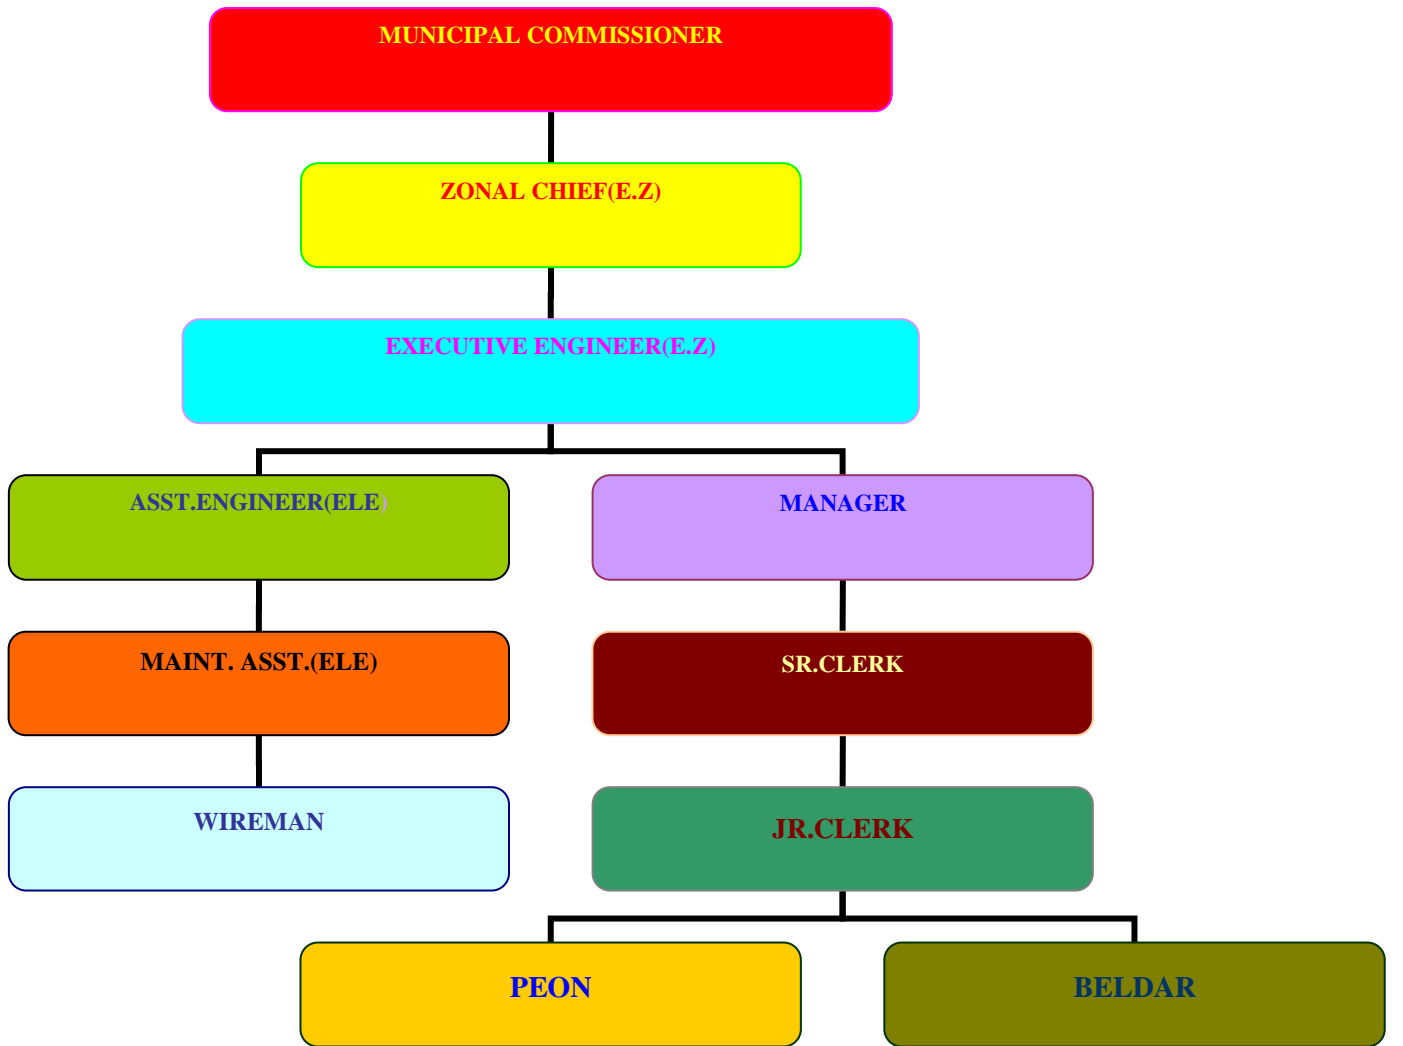 MUNICIPAL COMMISSIONER
ZONAL CHIEF(E.Z)
EXECUTIVE ENGINEER(E.Z)
ASST.ENGINEER(ELE)
MANAGER
MAINT. ASST.(ELE)
SR.CLERK
WIREMAN
JR.CLERK
PEON
BELDAR